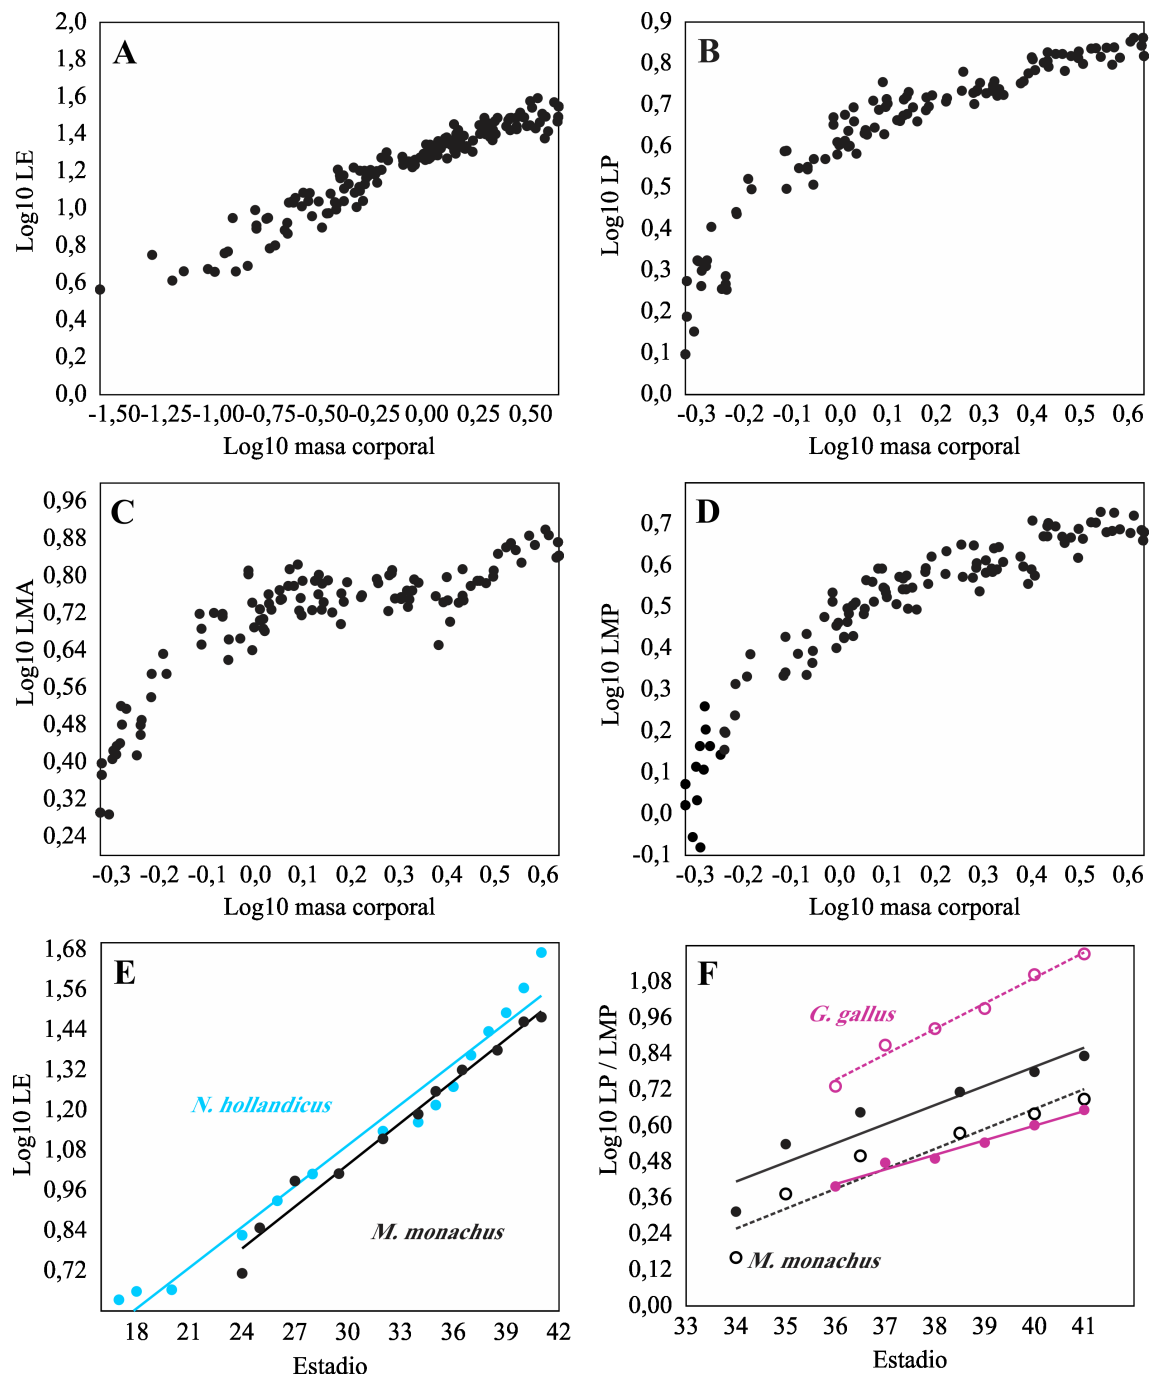 A
Log10 LE
2,0
1,8
1,6
1,4
1,2
1,0
0,8
0,6
0,4
0,2
0,0
-1,50 -1,25 -1,00 -0,75 -0,50 -0,25 0,00 0,25 0,50
Log10 masa corporal
B
Log10 LP
0,9
0,8
0,7
0,6
0,5
0,4
0,3
0,2
0,1
0,0
-0,3 -0,2 -0,1 0,0 0,1 0,2 0,3 0,4 0,5 0,6
Log10 masa corporal
C
Log10 LMA
0,96
0,88
0,80
0,72
0,64
0,56
0,48
0,40
0,32
0,24
-0,3 -0,2 -0,1 0,0 0,1 0,2 0,3 0,4 0,5 0,6
Log10 masa corporal
D
Log10 LMP
0,7
0,6
0,5
0,4
0,3
0,2
0,1
0,0
-0,1
-0,3 -0,2 -0,1 0,0 0,1 0,2 0,3 0,4 0,5 0,6
Log10 masa corporal
E
Log10 LE
1,68
1,56
1,44
1,32
1,20
1,08
0,96
0,84
0,72
N. hollandicus
M. monachus
18 21 24 27 30 33 36 39 42
Estadio
F
Log10 LP / LMP
1,08
0,96
0,84
0,72
0,60
0,48
0,36
0,24
0,12
0,00
G. gallus
M. monachus
33 34 35 36 37 38 39 40 41
Estadio